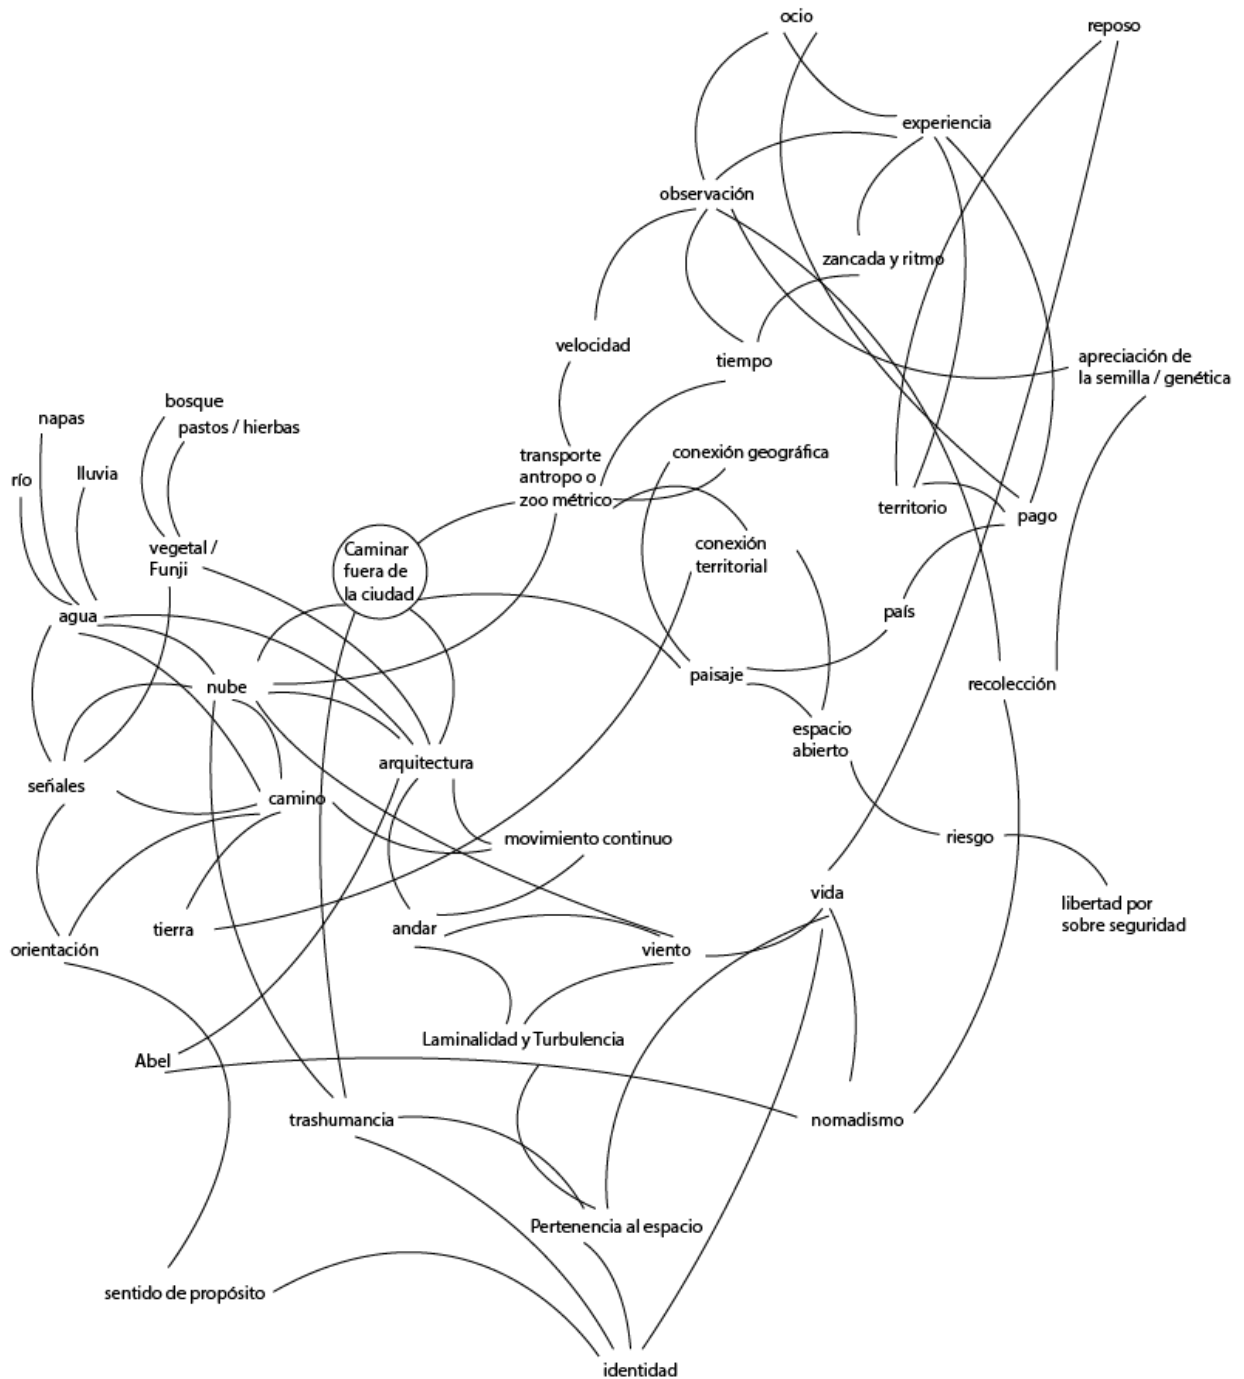 ocio
reposo
experiencia
observación
zancada y ritmo
velocidad
tiempo
apreciación de
la semilla / genética
bosque
pastos / hierbas
napas
río
lluvia
transporte
antropo o
zoo métrico
conexión geográfica
territorio
pago
vegetal /
Funji
Caminar
fuera de
la ciudad
conexión
territorial
agua
país
nube
paisaje
recolección
espacio
abierto
arquitectura
señales
camino
movimiento continuo
riesgo
vida
libertad por
sobre seguridad
tierra
andar
orientación
viento
Laminalidad y Turbulencia
Abel
trashumancia
nomadismo
Pertenencia al espacio
sentido de propósito
identidad